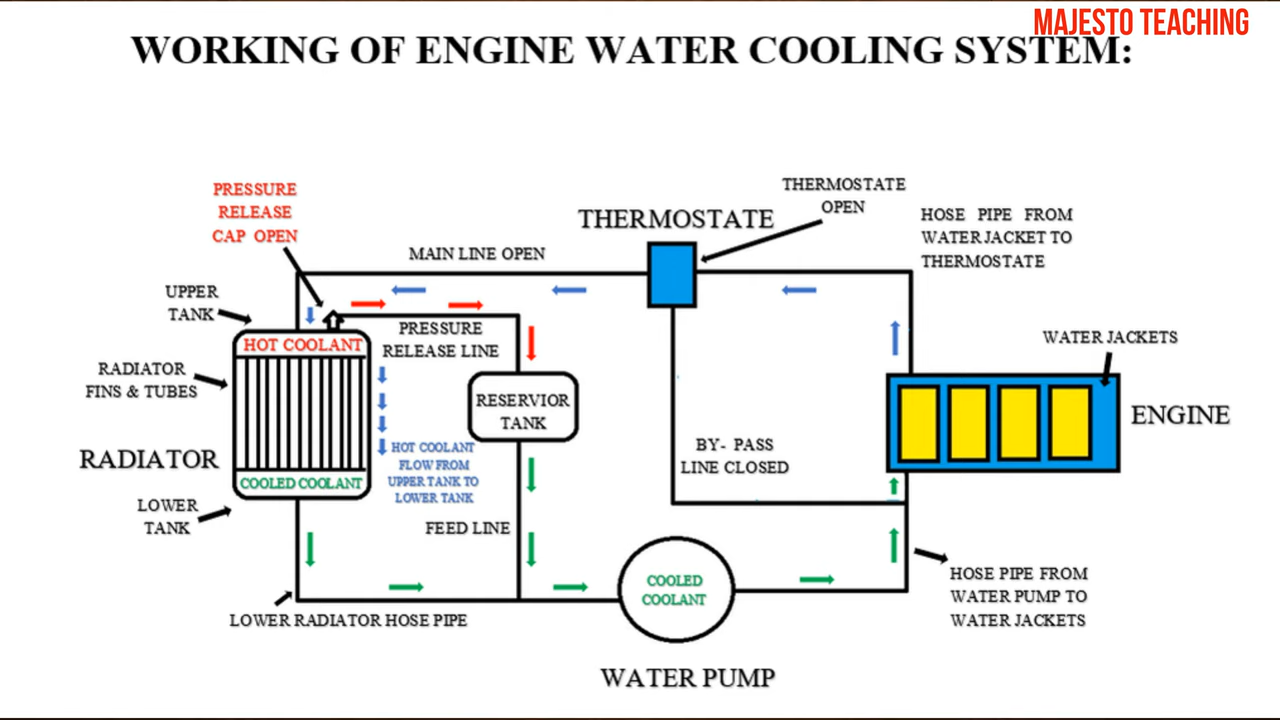 MAJESTO TEACHING
WORKING OF ENGINE WATER COOLING SYSTEM:
PRESSURE
RELEASE
CAP OPEN
THERMOSTATE
OPEN
THERMOSTATE
HOSE PIPE FROM
WATER JACKET TO
THERMOSTATE
MAIN LINE OPEN
UPPER
TANK
PRESSURE
RELEASE LINE
HOT COOLANT
WATER JACKETS
RADIATOR
FINS & TUBES
RESERVIOR
TANK
ENGINE
RADIATOR
HOT COOLANT
FLOW FROM
UPPER TANK TO
LOWER TANK
BY- PASS
LINE CLOSED
COOLED COOLANT
LOWER
TANK
FEED LINE
COOLED
COOLANT
HOSE PIPE FROM
WATER PUMP TO
WATER JACKETS
LOWER RADIATOR HOSE PIPE
WATER PUMP